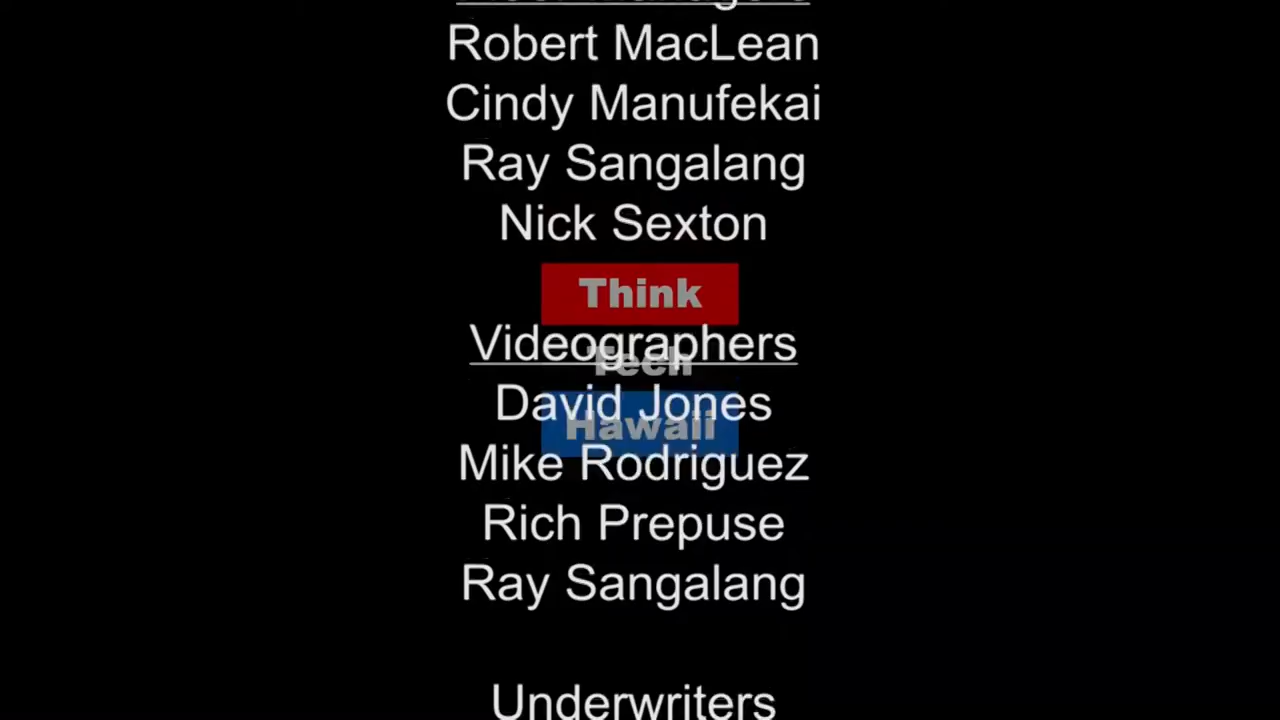 Robert MacLean
Cindy Manufekai
Ray Sangalang
Nick Sexton
Think
Videographers
Tech
David Jones
Hawaii
Mike Rodriguez
Rich Prepuse
Ray Sangalang
Underwriters